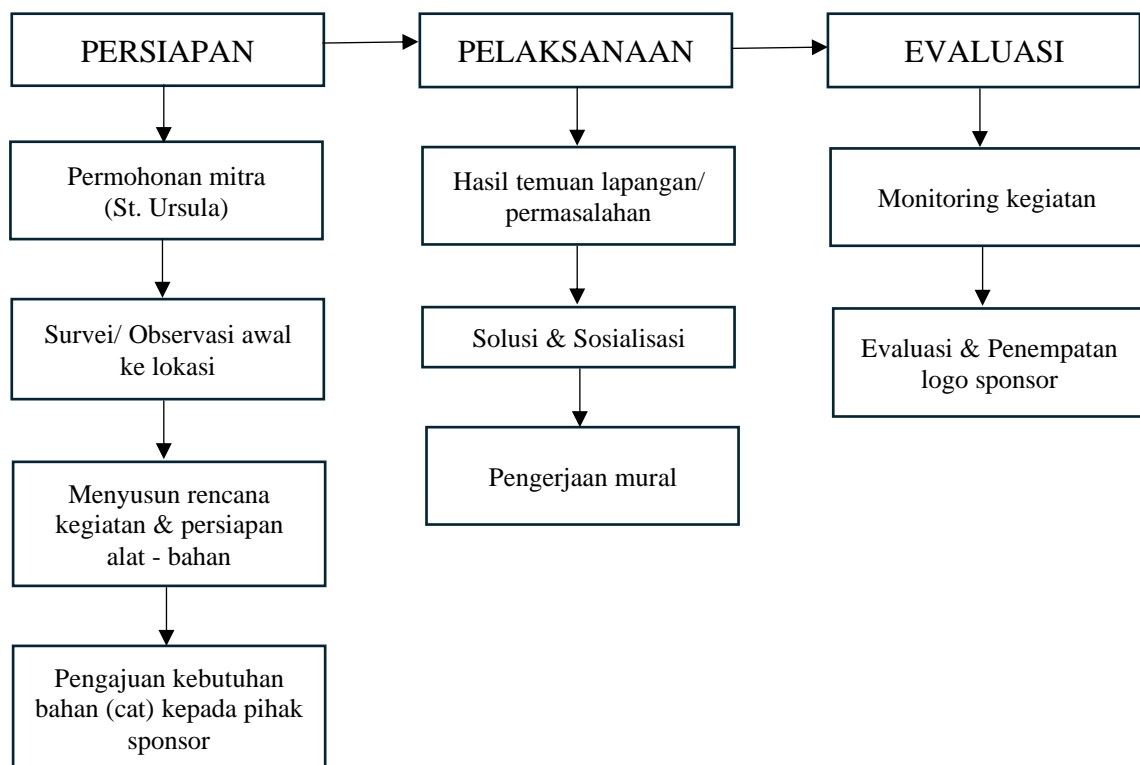 PERSIAPAN
Permohonan mitra
(St. Ursula)
Survei/ Observasi awal
ke lokasi
Menyusun rencana
kegiatan & persiapan
alat - bahan
Pengajuan kebutuhan
bahan (cat) kepada pihak
sponsor
PELAKSANAAN
Hasil temuan lapangan/
permasalahan
Solusi & Sosialisasi
Pengerjaan mural
EVALUASI
Monitoring kegiatan
Evaluasi & Penempatan
logo sponsor